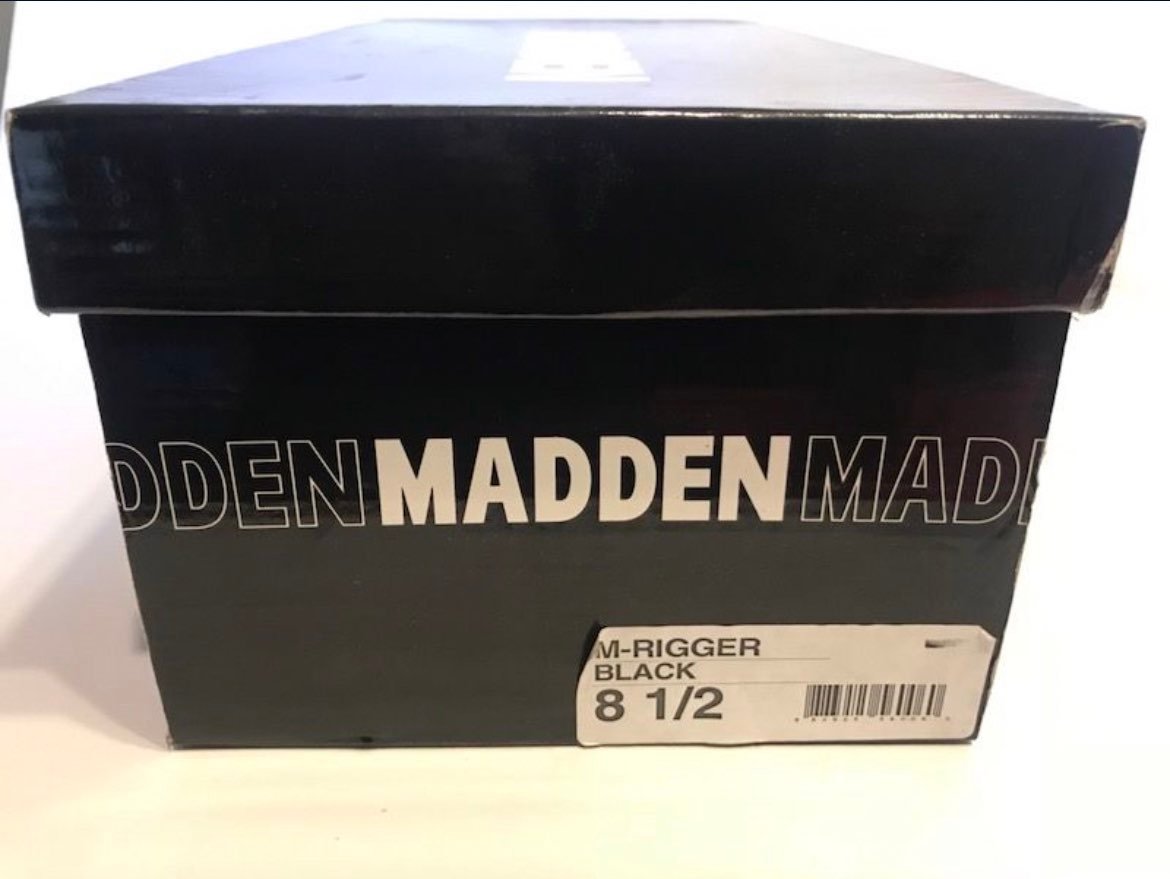 DDEN MADDEN MADD
M-RIGGER
BLACK
8 1/2